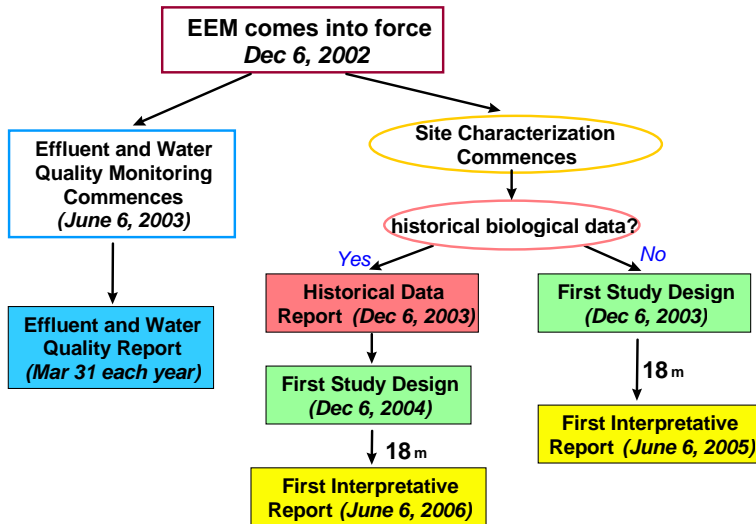 EEM comes into force
Dec 6, 2002
Effluent and Water
Quality Monitoring
Commences
(June 6, 2003)
Site Characterization
Commences
historical biological data?
Yes
No
Effluent and Water
Quality Report
(Mar 31 each year)
Historical Data
Report (Dec 6, 2003)
First Study Design
(Dec 6, 2003)
First Study Design
(Dec 6, 2004)
18 m
18 m
First Interpretative
Report (June 6, 2005)
First Interpretative
Report (June 6, 2006)